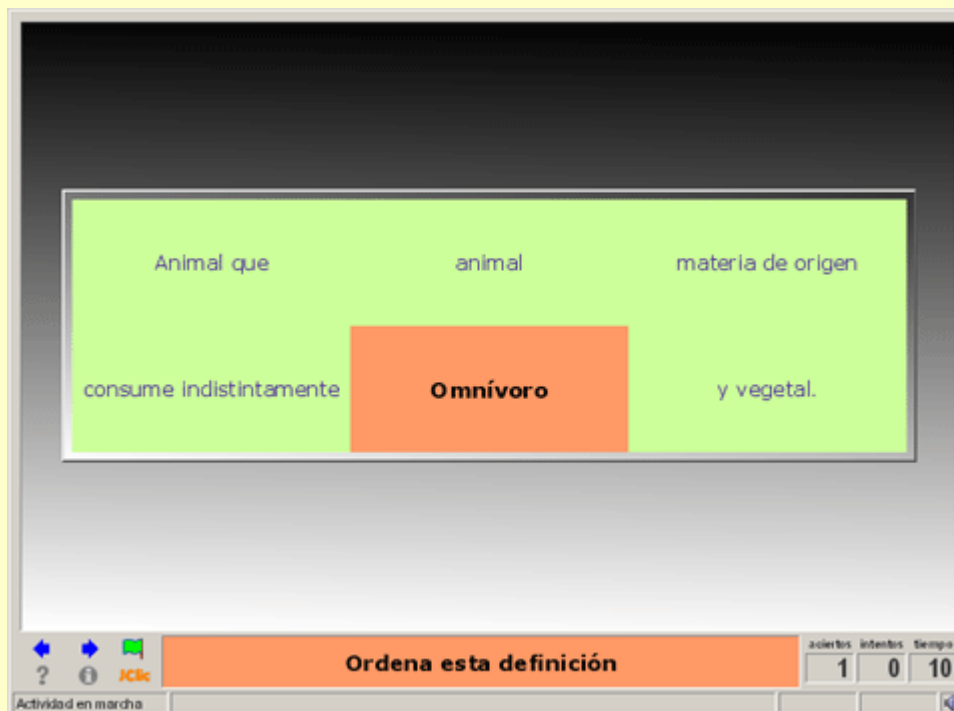 Animal que animal materia de origen
consume indistintamente Omnívoro y vegetal.
Ordena esta definición
aciertos intentos tiempo
1 0 10
? i JClic
Actividad en marcha